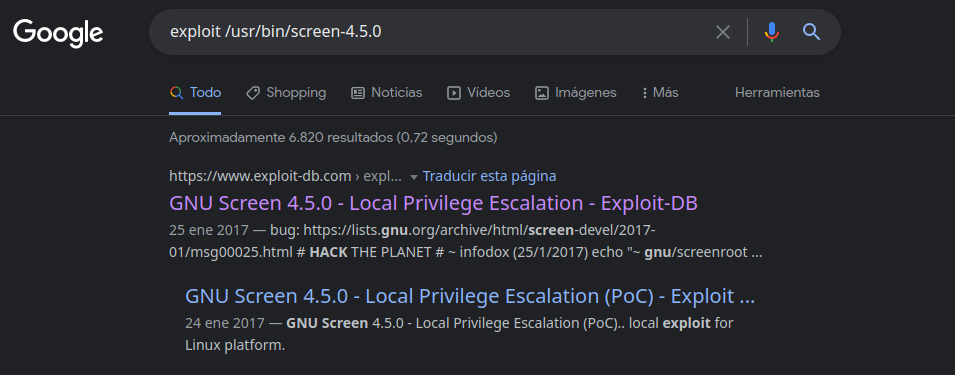 Google
exploit /usr/bin/screen-4.5.0
Todo Shopping Noticias Vídeos Imágenes Más Herramientas
Aproximadamente 6.820 resultados (0,72 segundos)
https://www.exploit-db.com › expl... Traducir esta página
GNU Screen 4.5.0 - Local Privilege Escalation - Exploit-DB
25 ene 2017 — bug: https://lists.gnu.org/archive/html/screen-devel/2017-
01/msg00025.html # HACK THE PLANET # ~ infodox (25/1/2017) echo "~ gnu/screenroot ...
GNU Screen 4.5.0 - Local Privilege Escalation (PoC) - Exploit ...
24 ene 2017 — GNU Screen 4.5.0 - Local Privilege Escalation (PoC).. local exploit for
Linux platform.